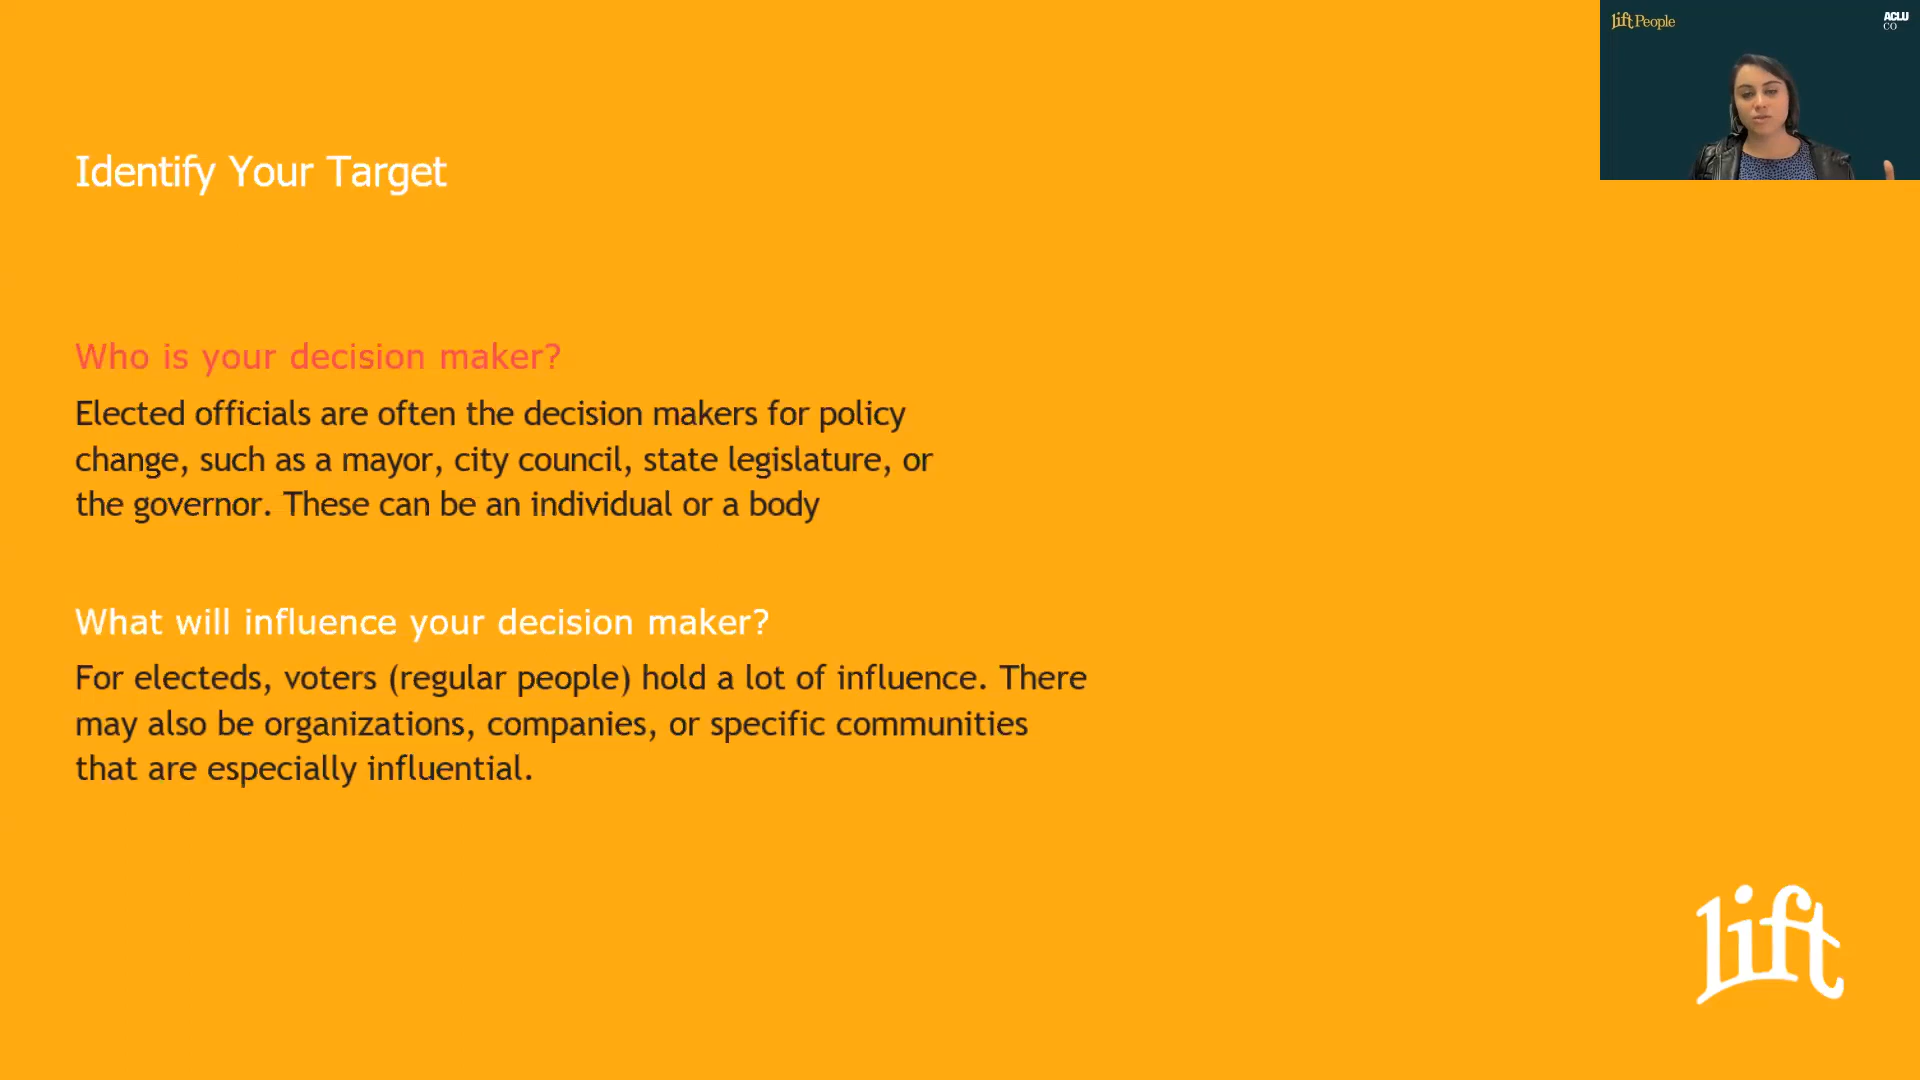 lift People
ACLU
CO
Identify Your Target
Who is your decision maker?
Elected officials are often the decision makers for policy
change, such as a mayor, city council, state legislature, or
the governor. These can be an individual or a body
What will influence your decision maker?
For electeds, voters (regular people) hold a lot of influence. There
may also be organizations, companies, or specific communities
that are especially influential.
lift